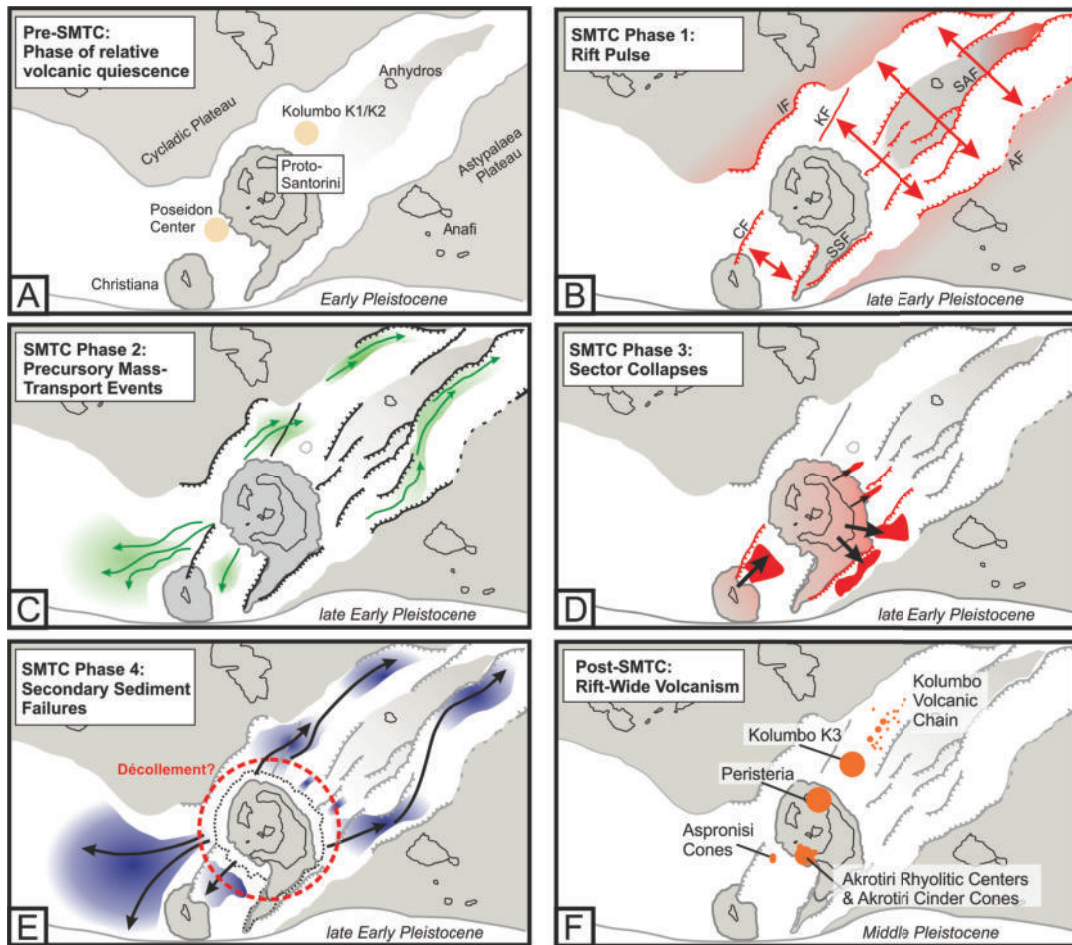 Pre-SMTC:
Phase of relative
volcanic quiescence
Anhydros
Kolumbo K1/K2
Cycladic Plateau
Proto-
Santorini
Astypalaea
Plateau
Poseidon
Center
Anafi
Christiana
A
Early Pleistocene
SMTC Phase 1:
Rift Pulse
IF
KF
SAF
AF
CF
SSF
B
late Early Pleistocene
SMTC Phase 2:
Precursory Mass-
Transport Events
C
late Early Pleistocene
SMTC Phase 3:
Sector Collapses
D
late Early Pleistocene
SMTC Phase 4:
Secondary Sediment
Failures
Décollement?
E
late Early Pleistocene
Post-SMTC:
Rift-Wide Volcanism
Kolumbo
Volcanic
Chain
Kolumbo K3
Peristeria
Aspronisi
Cones
Akrotiri Rhyolitic Centers
& Akrotiri Cinder Cones
F
Middle Pleistocene